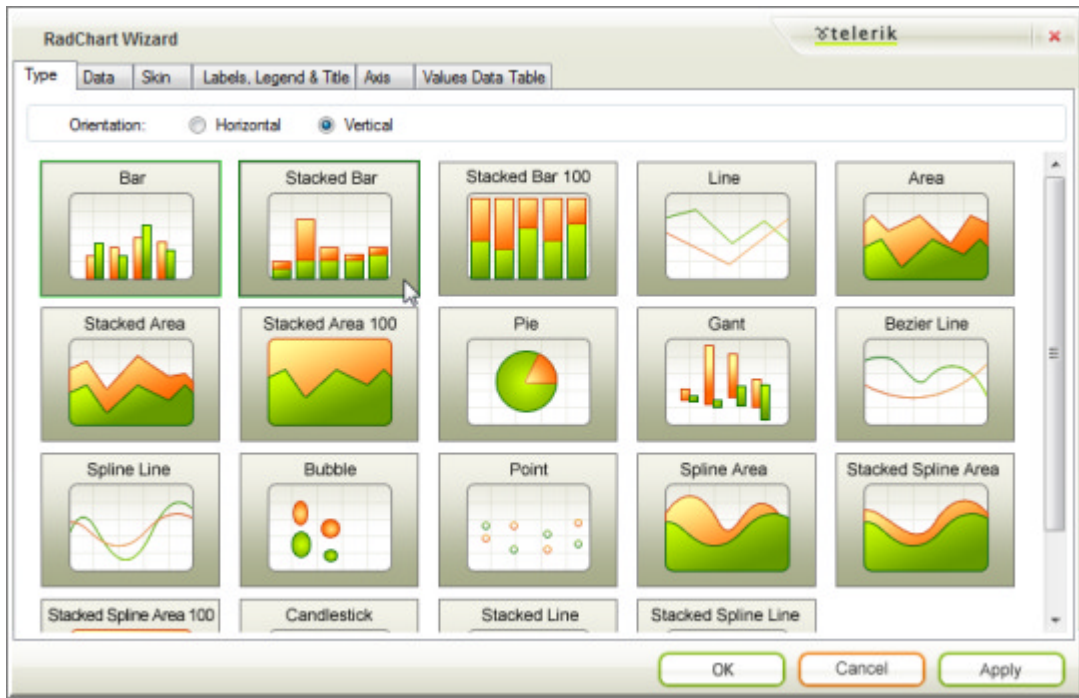 RadChart Wizard
telerik
Type Data Skin Labels, Legend & Title Axis Values Data Table
Orientation: Horizontal Vertical
Bar Stacked Bar Stacked Bar 100 Line Area
Stacked Area Stacked Area 100 Pie Gant Bezier Line
Spline Line Bubble Point Spline Area Stacked Spline Area
Stacked Spline Area 100 Candlestick Stacked Line Stacked Spline Line
OK Cancel Apply